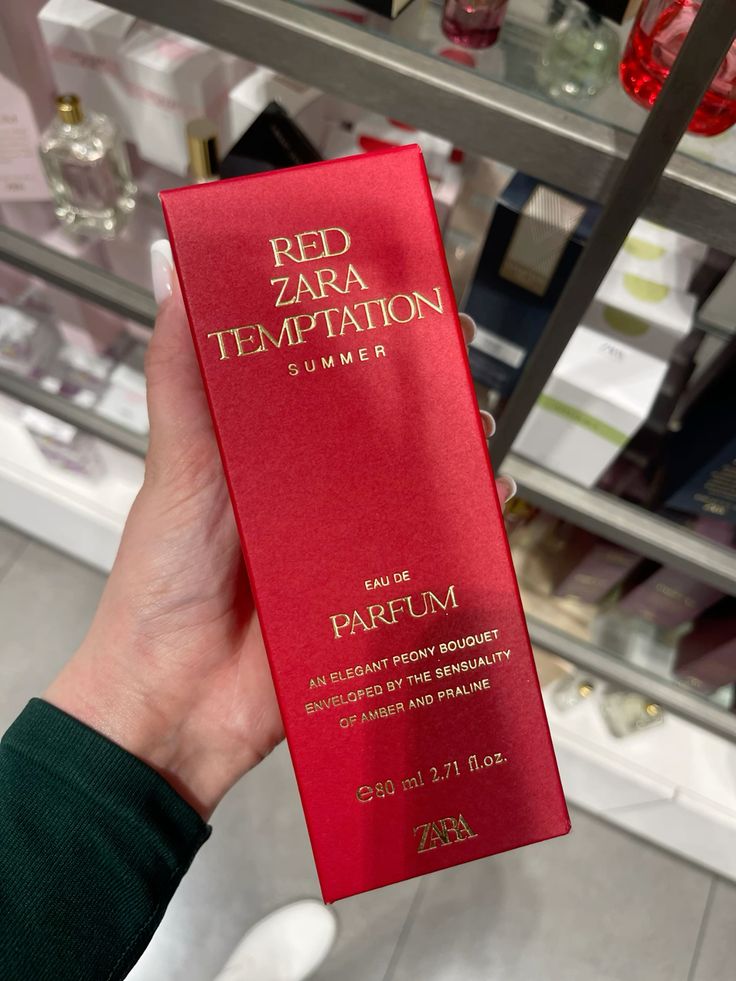 RED
ZARA
TEMPTATION
SUMMER
EAU DE
PARFUM
AN ELEGANT PEONY BOUQUET
ENVELOPED BY THE SENSUALITY
OF AMBER AND PRALINE
e80 ml 2.71 fl.oz.
ZARA